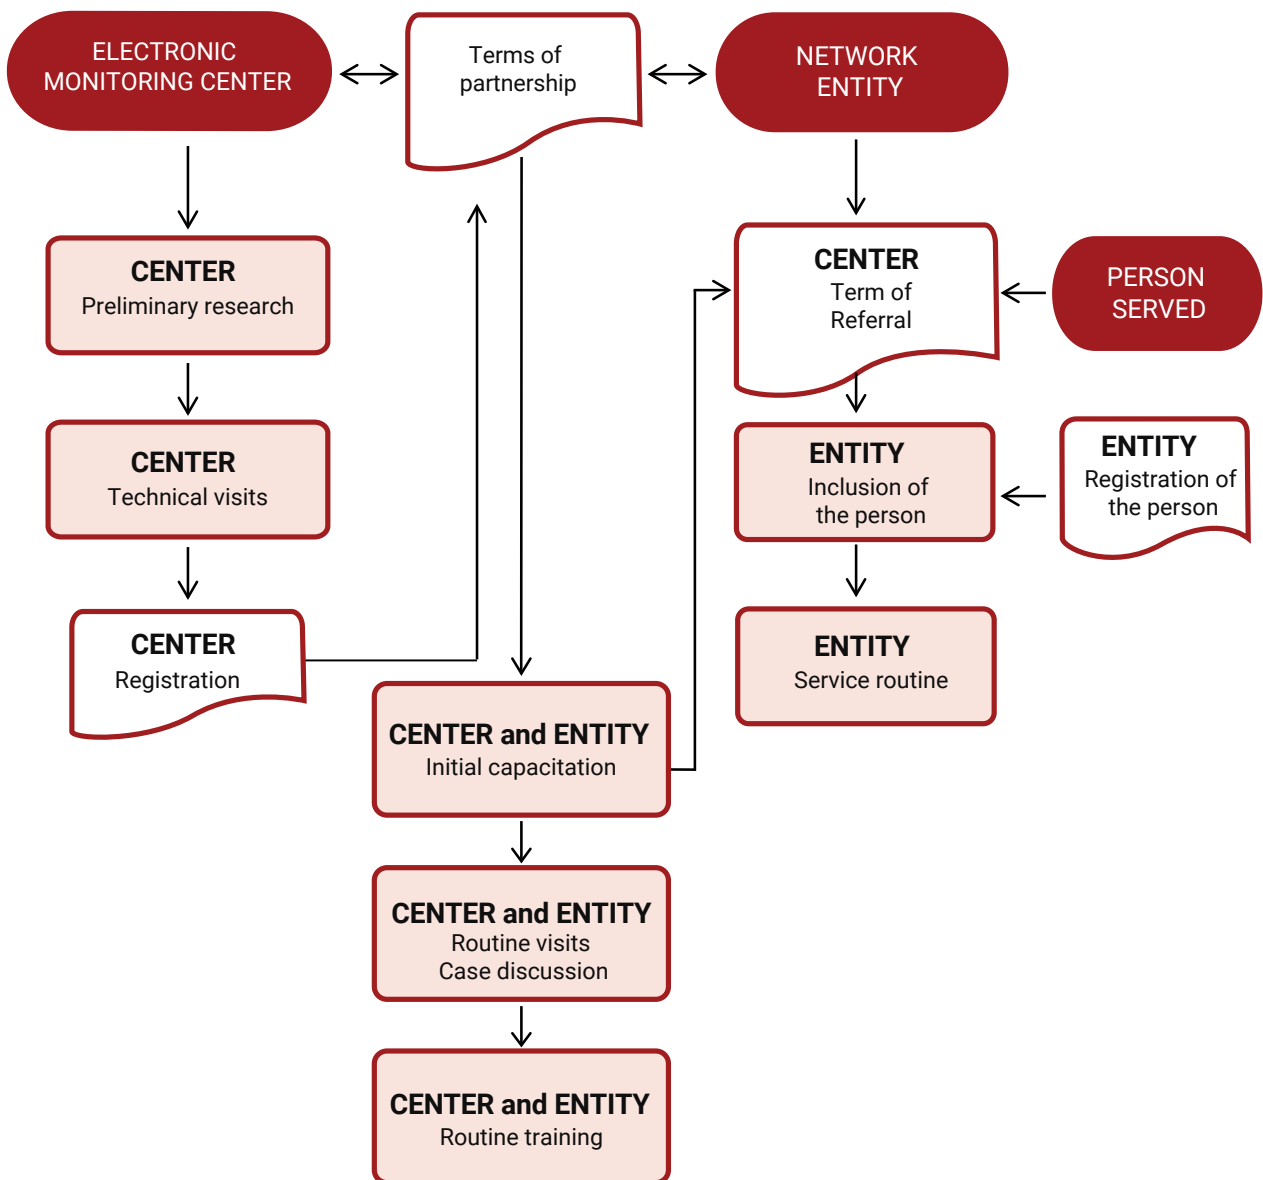 ELECTRONIC
MONITORING CENTER
Terms of
partnership
NETWORK
ENTITY
CENTER
Preliminary research
CENTER
Term of
Referral
PERSON
SERVED
CENTER
Technical visits
ENTITY
Inclusion of
the person
ENTITY
Registration of
the person
CENTER
Registration
ENTITY
Service routine
CENTER and ENTITY
Initial capacitation
CENTER and ENTITY
Routine visits
Case discussion
CENTER and ENTITY
Routine training